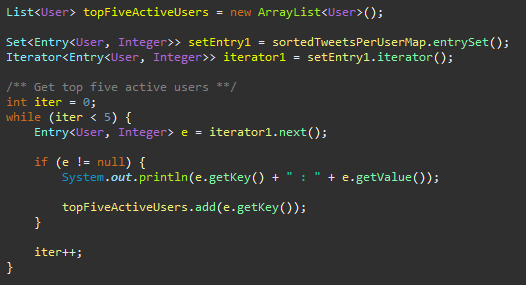 List<User> topFiveActiveUsers = new ArrayList<User>();
Set<Entry<User, Integer>> setEntry1 = sortedTweetsPerUserMap.entrySet();
Iterator<Entry<User, Integer>> iterator1 = setEntry1.iterator();
/** Get top five active users **/
int iter = 0;
while (iter < 5) {
Entry<User, Integer> e = iterator1.next();
if (e != null) {
System.out.println(e.getKey() + " : " + e.getValue());
topFiveActiveUsers.add(e.getKey());
}
iter++;
}